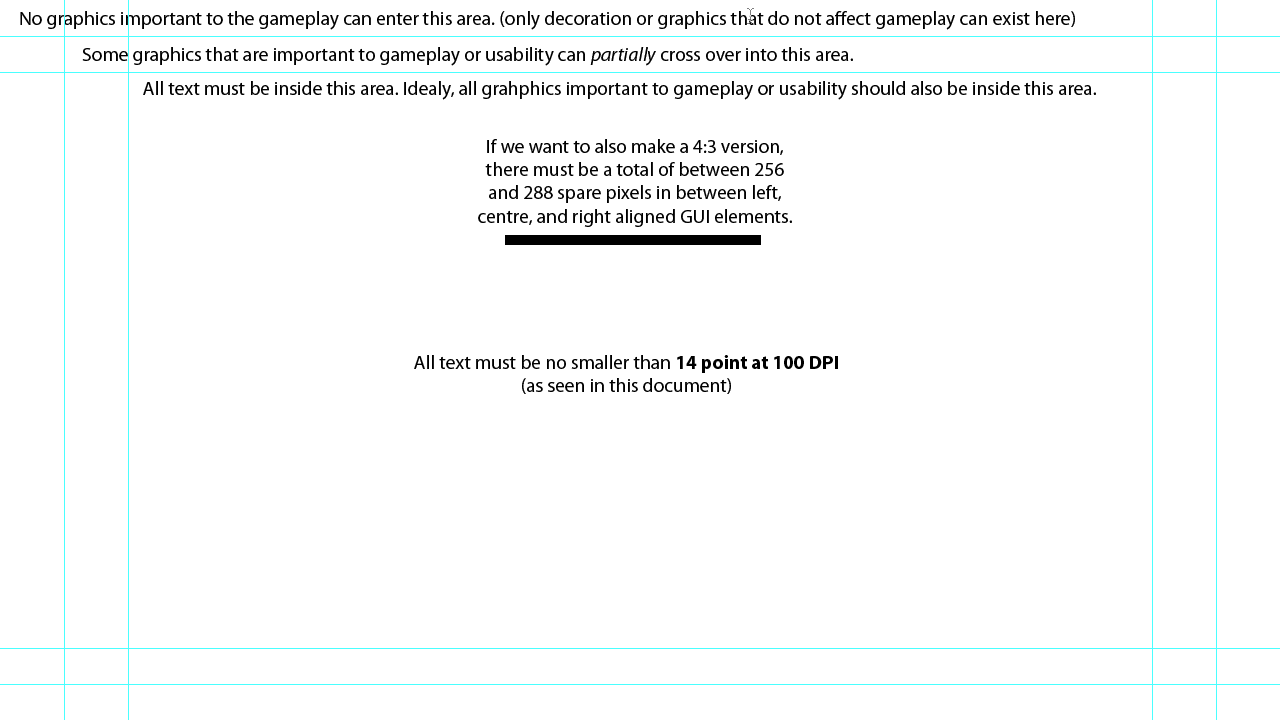 No graphics important to the gameplay can enter this area. (only decoration or graphics that do not affect gameplay can exist here)
Some graphics that are important to gameplay or usability can partially cross over into this area.
All text must be inside this area. Idealy, all grahphics important to gameplay or usability should also be inside this area.
If we want to also make a 4:3 version,
there must be a total of between 256
and 288 spare pixels in between left,
centre, and right aligned GUI elements.
All text must be no smaller than 14 point at 100 DPI
(as seen in this document)